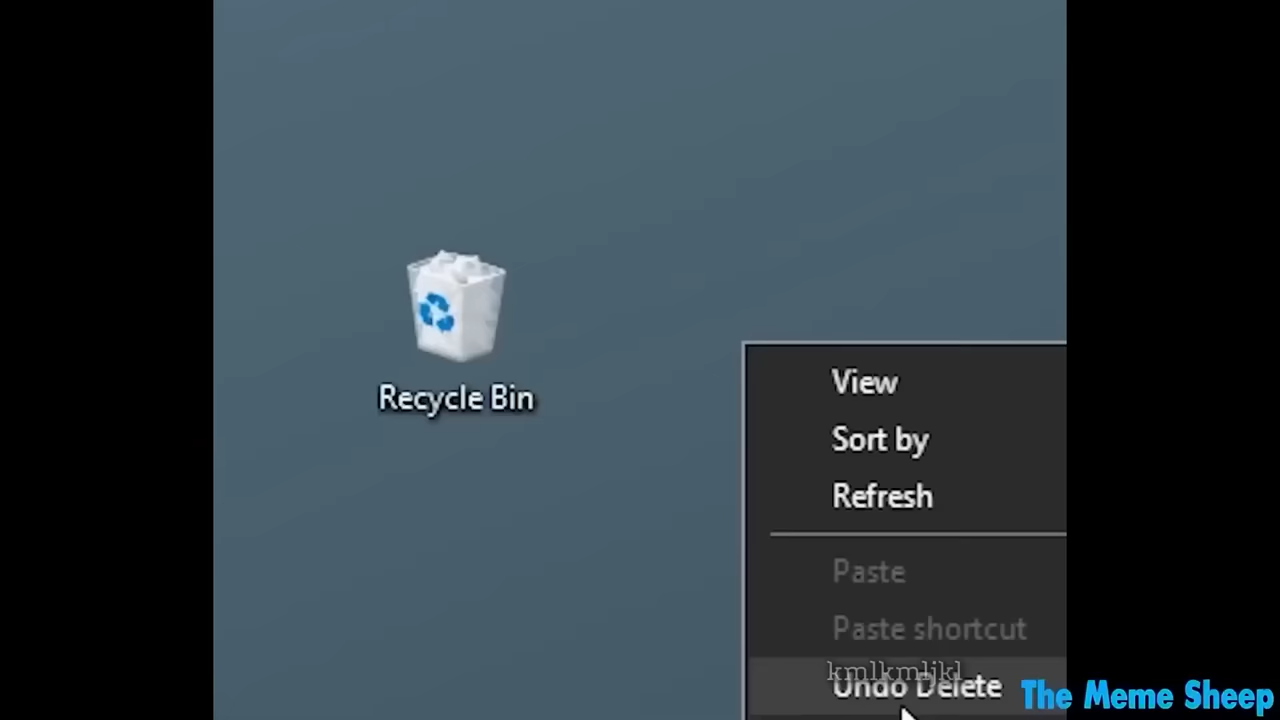 Recycle Bin
View
Sort by
Refresh
Paste
Paste shortcut
kmlkmljkl
Undo Delete
The Meme Sheep